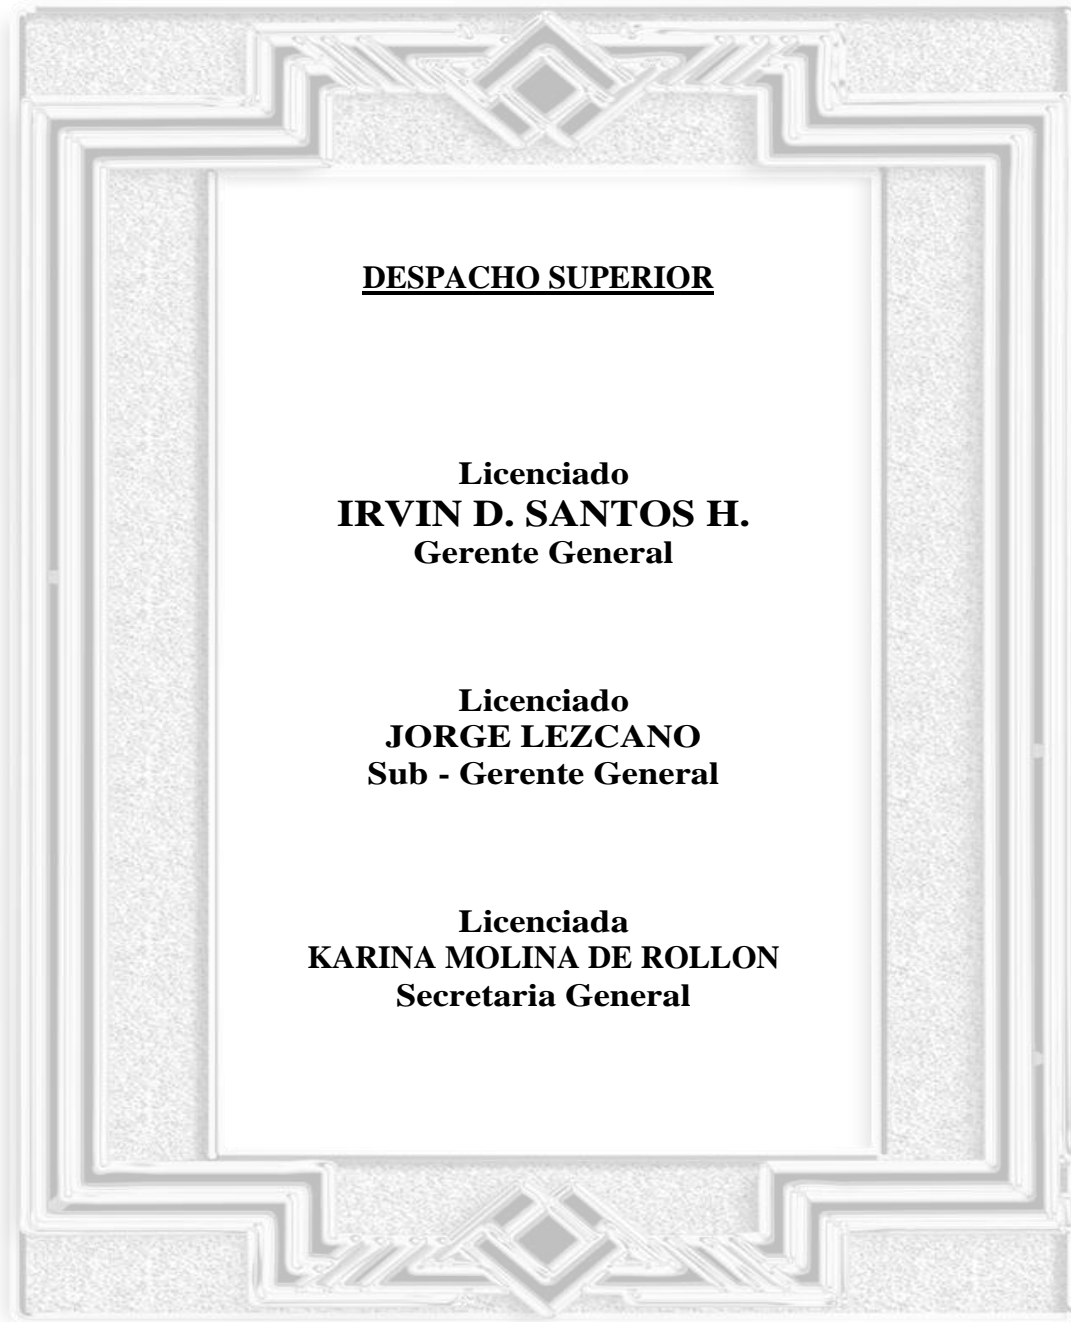 DESPACHO SUPERIOR
Licenciado
IRVIN D. SANTOS H.
Gerente General
Licenciado
JORGE LEZCANO
Sub - Gerente General
Licenciada
KARINA MOLINA DE ROLLON
Secretaria General